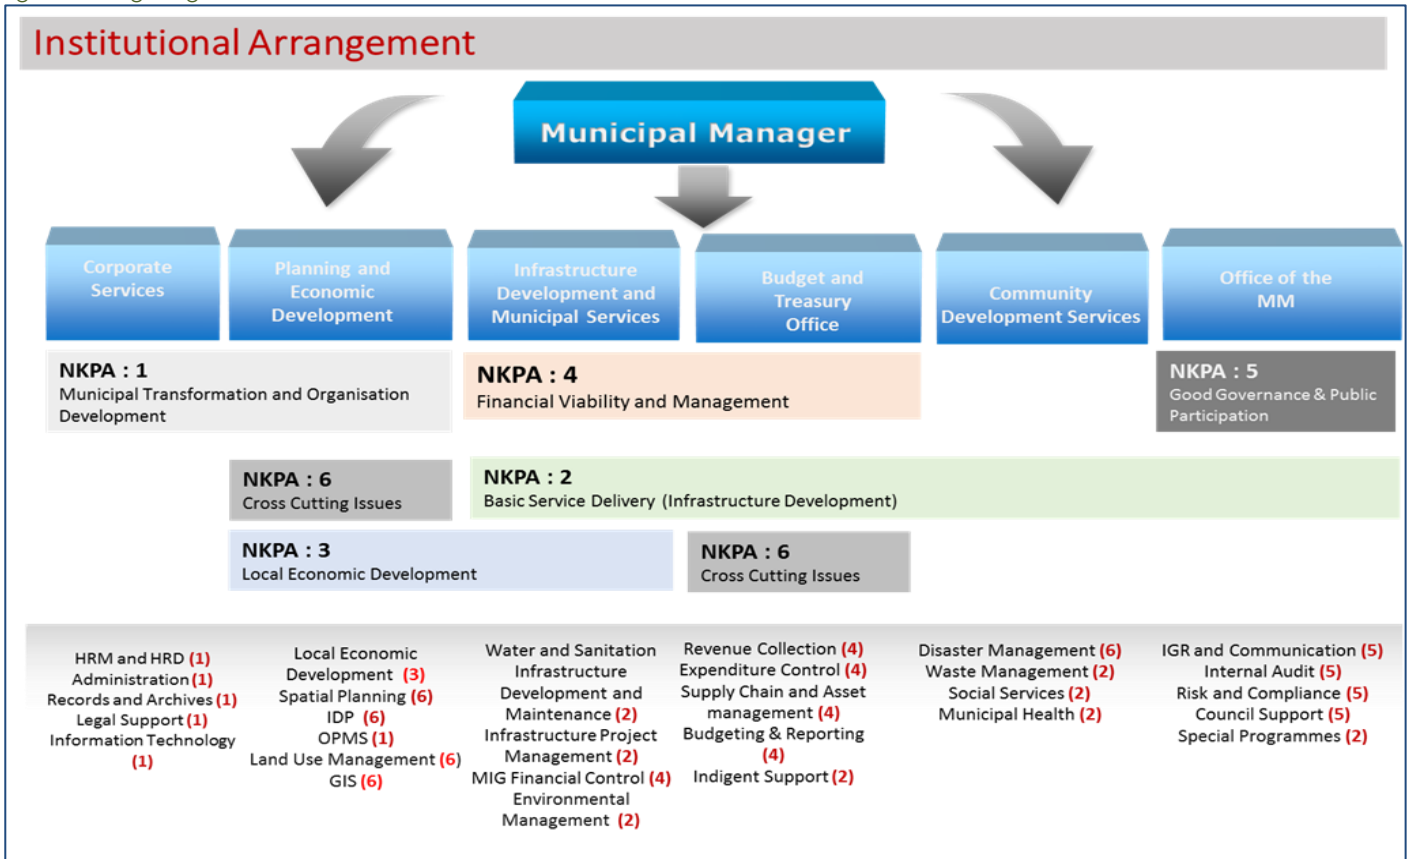 Institutional Arrangement
Municipal Manager
Corporate
Services
Planning and
Economic
Development
Infrastructure
Development and
Municipal Services
Budget and
Treasury
Office
Community
Development Services
Office of the
MM
NKPA : 1
Municipal Transformation and Organisation
Development
NKPA : 4
Financial Viability and Management
NKPA : 5
Good Governance & Public
Participation
NKPA : 6
Cross Cutting Issues
NKPA : 2
Basic Service Delivery (Infrastructure Development)
NKPA : 3
Local Economic Development
NKPA : 6
Cross Cutting Issues
HRM and HRD (1)
Administration (1)
Records and Archives (1)
Legal Support (1)
Information Technology
(1)
Local Economic
Development (3)
Spatial Planning (6)
IDP (6)
OPMS (1)
Land Use Management (6)
GIS (6)
Water and Sanitation
Infrastructure
Development and
Maintenance (2)
Infrastructure Project
Management (2)
MIG Financial Control (4)
Environmental
Management (2)
Revenue Collection (4)
Expenditure Control (4)
Supply Chain and Asset
management (4)
Budgeting & Reporting
(4)
Indigent Support (2)
Disaster Management (6)
Waste Management (2)
Social Services (2)
Municipal Health (2)
IGR and Communication (5)
Internal Audit (5)
Risk and Compliance (5)
Council Support (5)
Special Programmes (2)